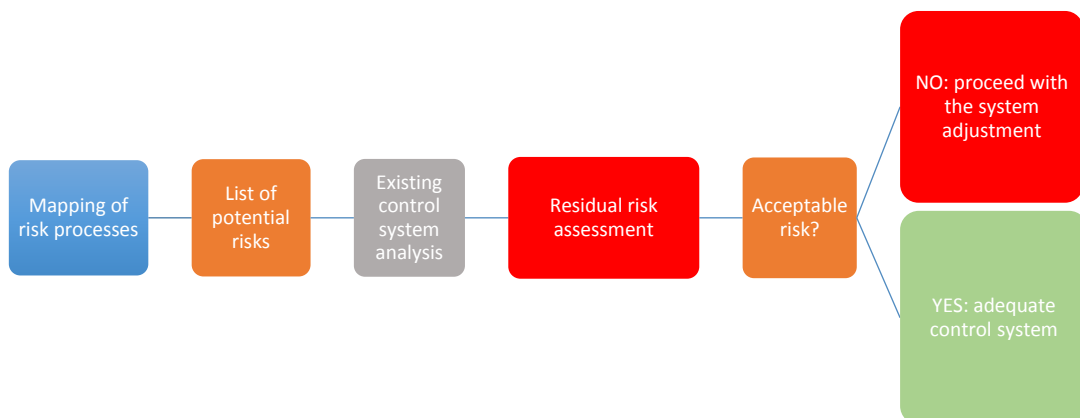 Mapping of
risk processes
List of
potential
risks
Existing
control
system
analysis
Residual risk
assessment
Acceptable
risk?
NO: proceed with
the system
adjustment
YES: adequate
control system